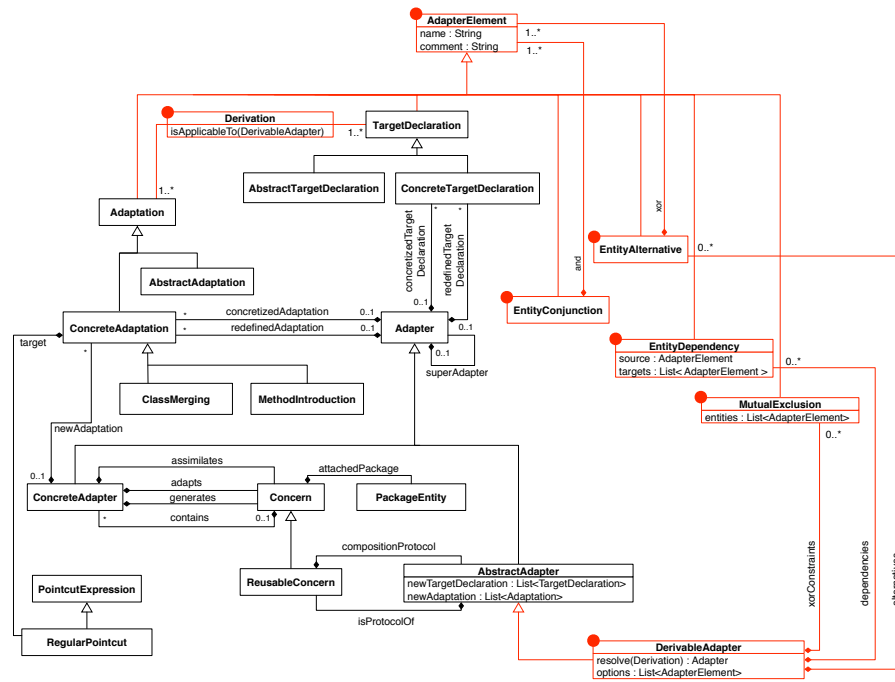 AdapterElement
name : String
comment : String
1..*
1..*
Derivation
isApplicableTo(DerivableAdapter)
1..*
TargetDeclaration
AbstractTargetDeclaration
ConcreteTargetDeclaration
1..*
Adaptation
AbstractAdaptation
*
*
concretizedTarget
Declaration
redefinedTarget
Declaration
xor
EntityAlternative
0..*
and
EntityConjunction
0..1
0..1
ConcreteAdaptation
*
concretizedAdaptation
0..1
*
redefinedAdaptation
0..1
Adapter
0..1
superAdapter
target
*
EntityDependency
source : AdapterElement
targets : List< AdapterElement >
0..*
ClassMerging
MethodIntroduction
MutualExclusion
entities : List<AdapterElement>
0..*
newAdaptation
0..1
ConcreteAdapter
assimilates
adapts
generates
contains
*
0..1
Concern
attachedPackage
PackageEntity
compositionProtocol
ReusableConcern
isProtocolOf
AbstractAdapter
newTargetDeclaration : List<TargetDeclaration>
newAdaptation : List<Adaptation>
xorConstraints
dependencies
PointcutExpression
RegularPointcut
DerivableAdapter
resolve(Derivation) : Adapter
options : List<AdapterElement>